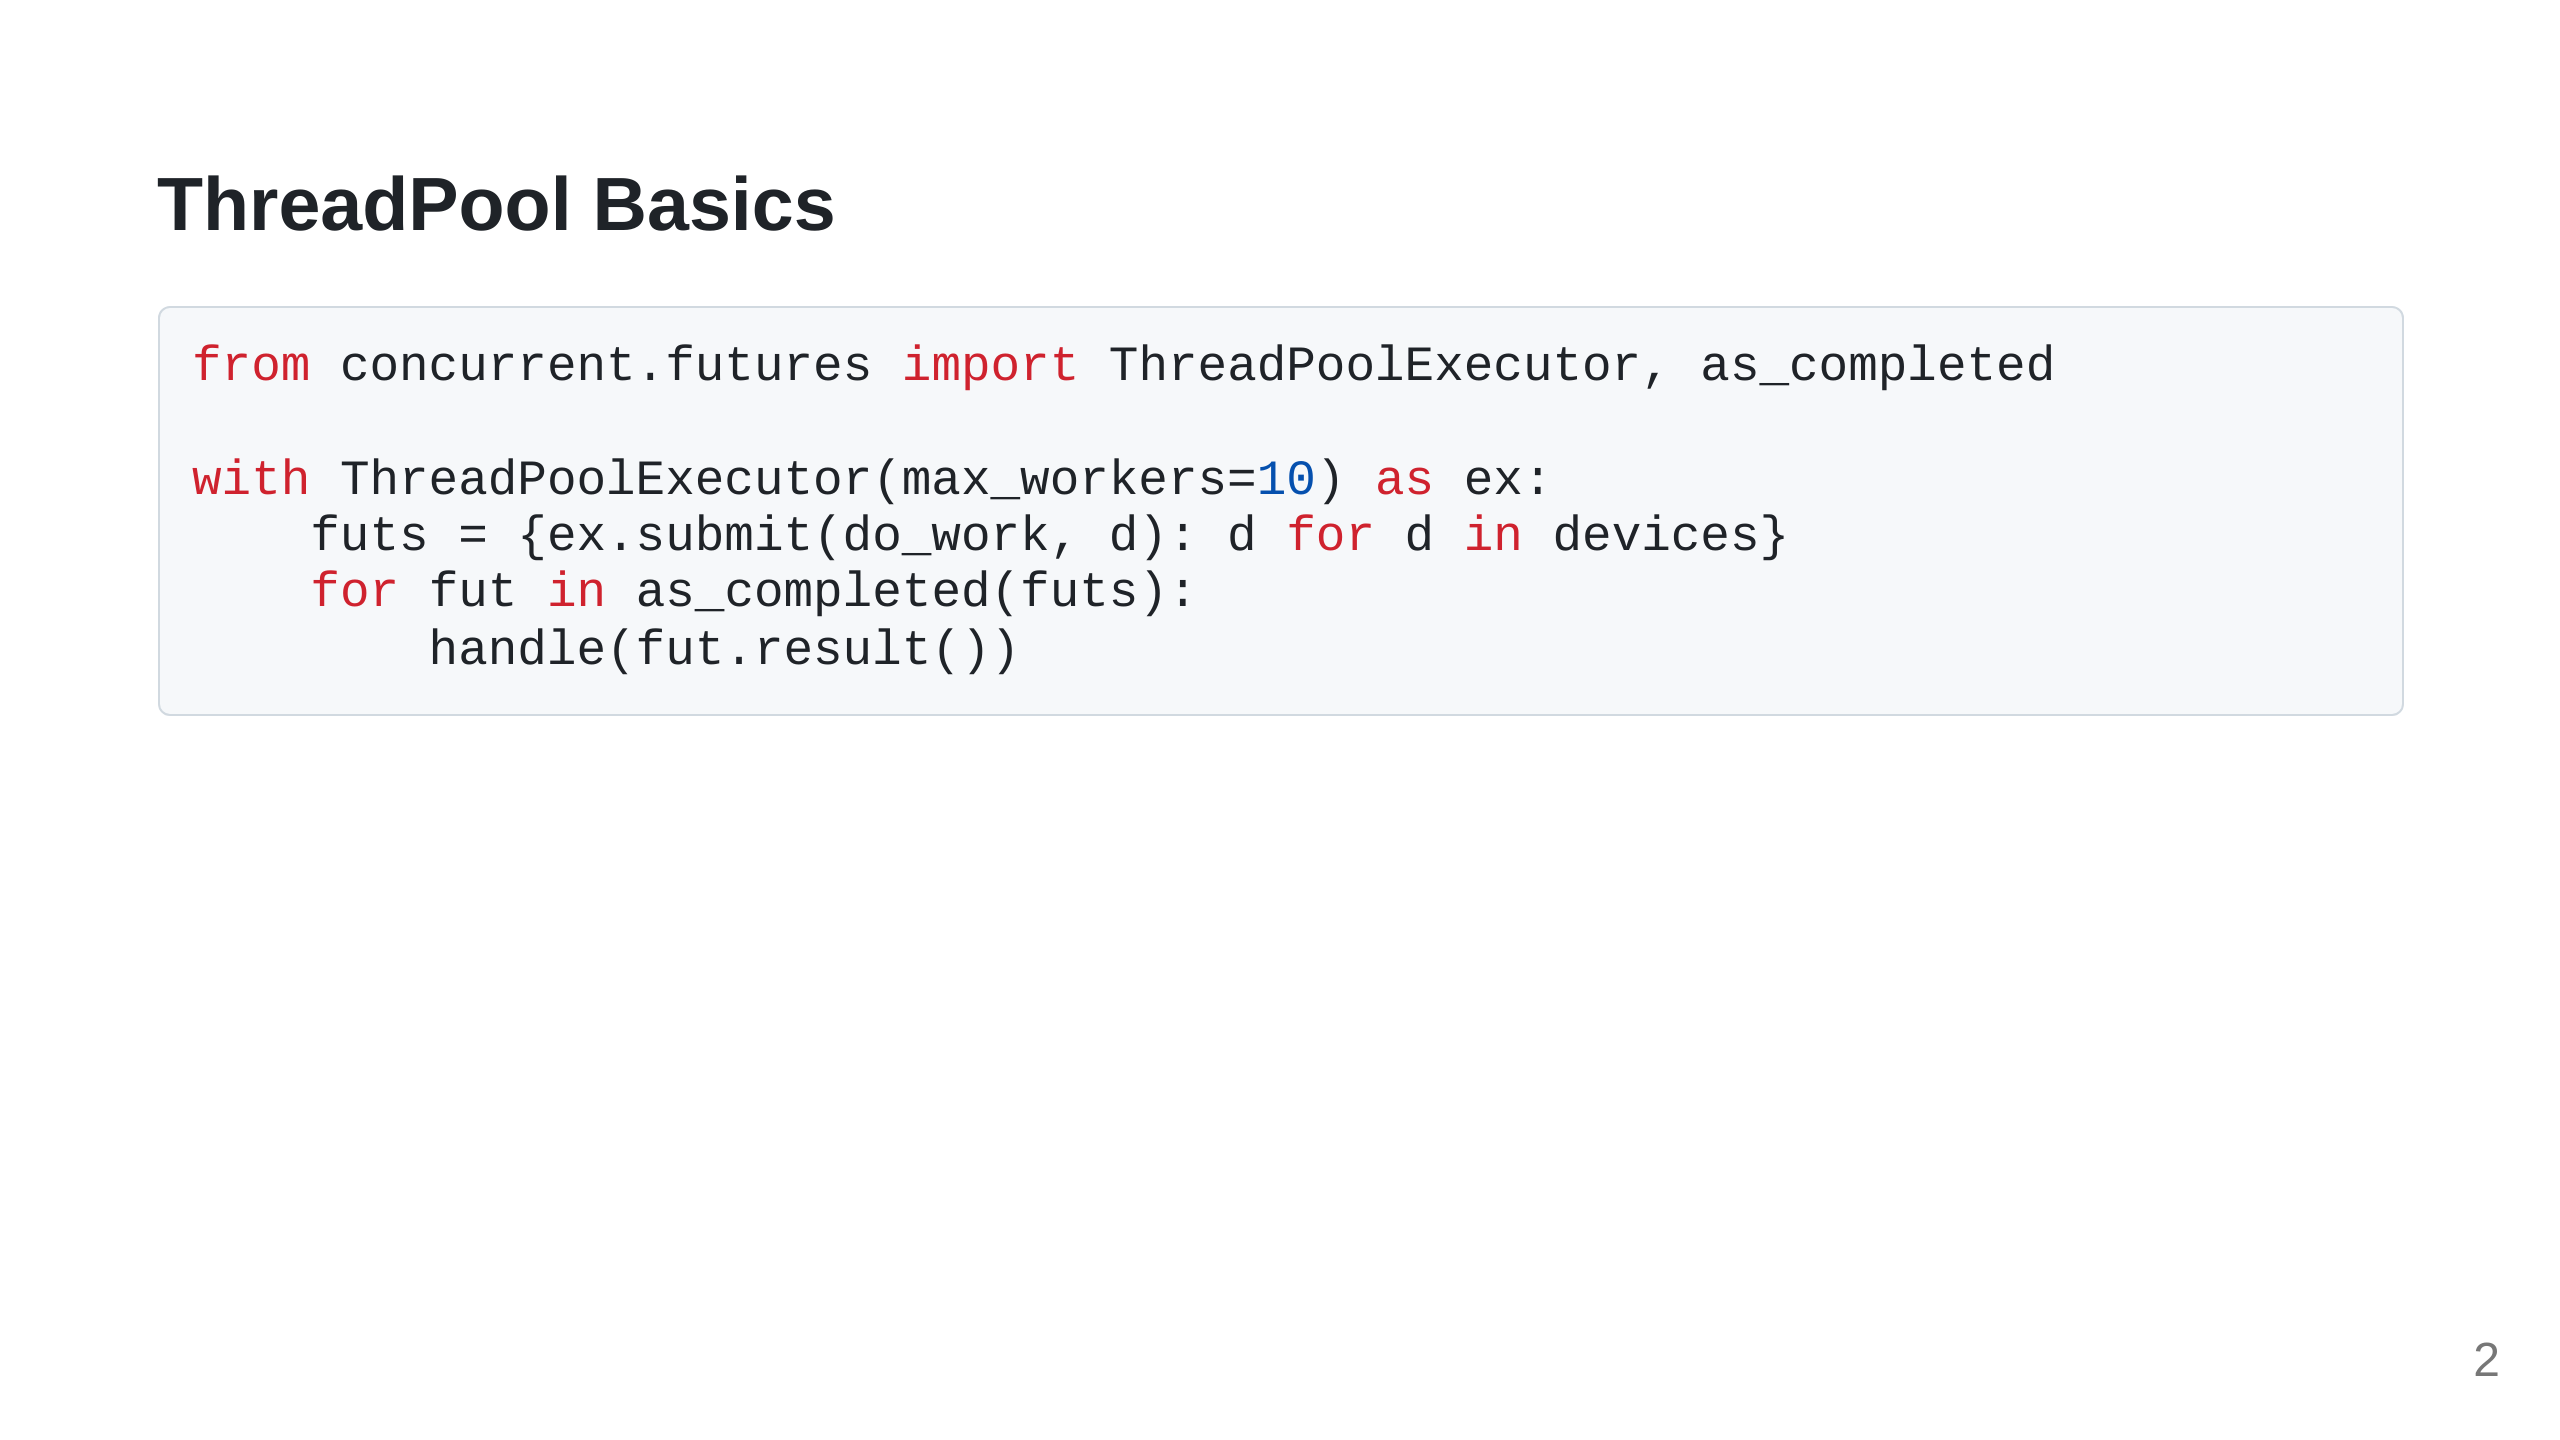 ThreadPool Basics
from concurrent.futures import ThreadPoolExecutor, as_completed
with ThreadPoolExecutor(max_workers=10) as ex:
    futs = {ex.submit(do_work, d): d for d in devices}
    for fut in as_completed(futs):
        handle(fut.result())
2